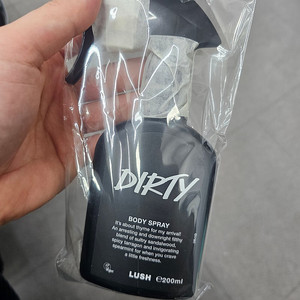 DIRTY
BODY SPRAY
It's about thyme for my arrival!
An arresting and downright filthy
blend of sultry sandalwood,
spicy tarragon and invigorating
spearmint for when you crave
a little freshness.
LUSH ℮200ml